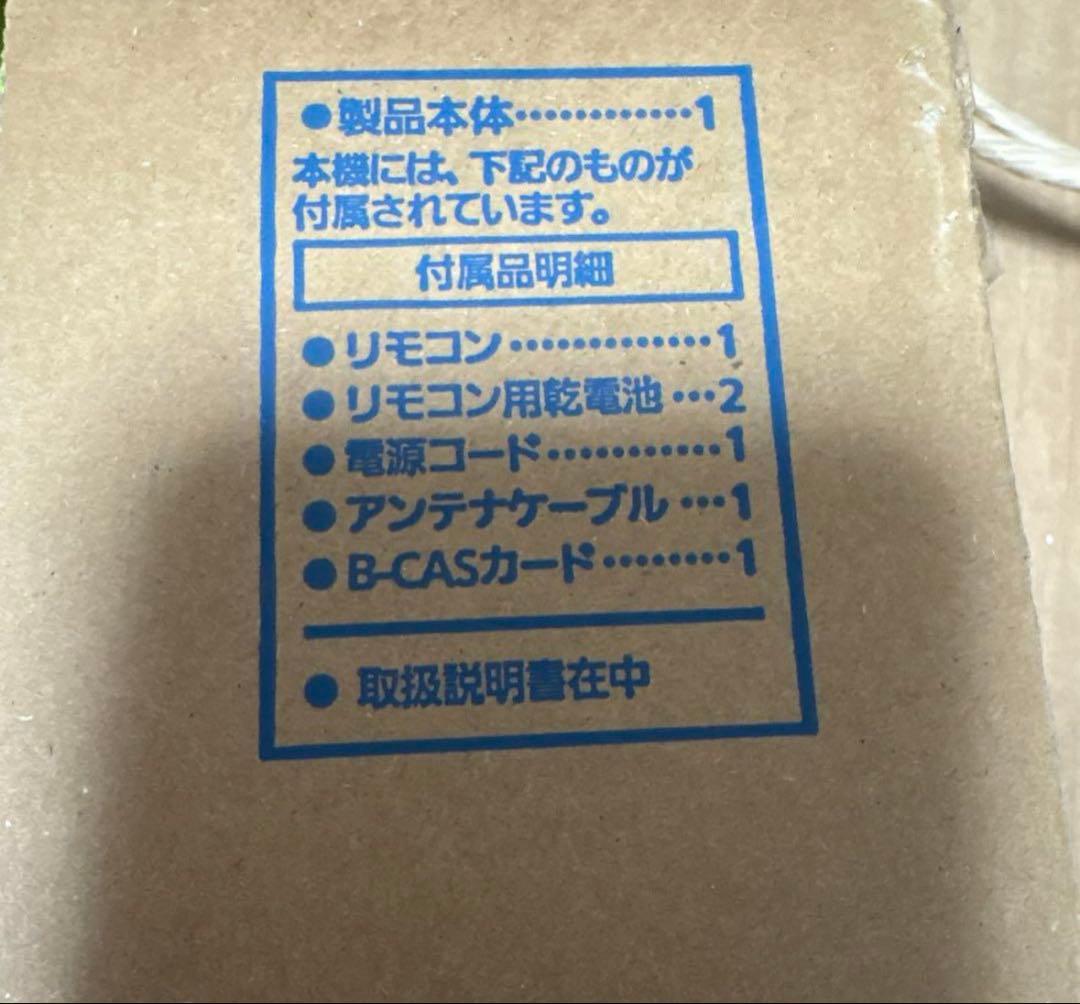 ●製品本体…………1
本機には、下記のものが
付属されています。
付属品明細
●リモコン…………1
●リモコン用乾電池…2
●電源コード…………1
●アンテナケーブル…1
●B-CASカード………1
●取扱説明書在中